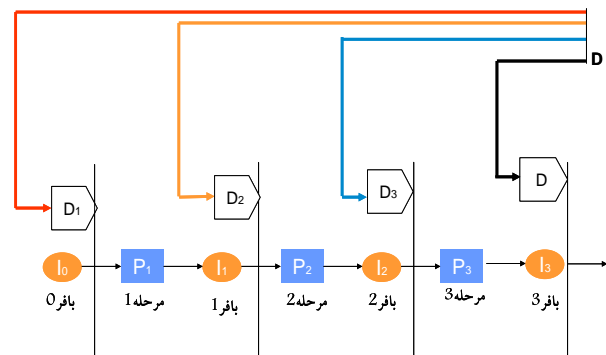 D
D₁
D₂
D₃
D
I₀
P₁
I₁
P₂
I₂
P₃
I₃
بافر0
مرحله1
بافر1
مرحله2
بافر2
مرحله3
بافر3